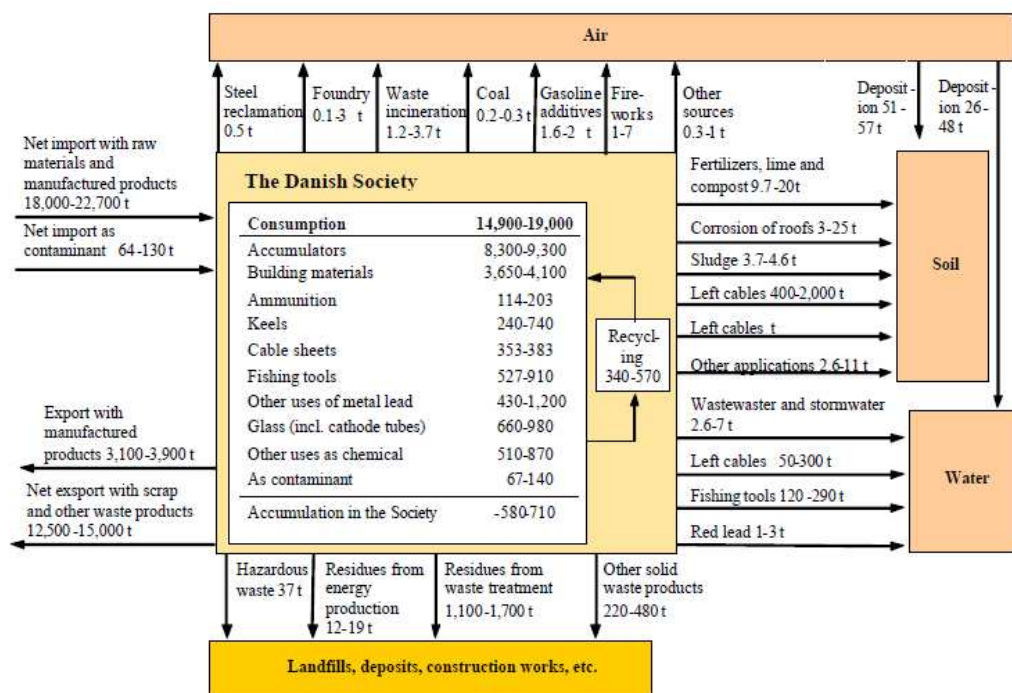 Air
Steel
reclamation
0.5 t
Foundry
0.1-3 t
Waste
incineration
1.2-3.7 t
Coal
0.2-0.3 t
Gasoline
additives
1.6-2 t
Fire-
works
1-7
Other
sources
0.3-1 t
Deposit-
ion 51 -
57 t
Deposit-
ion 26-
48 t
Net import with raw
materials and
manufactured products
18,000-22,700 t
Net import as
contaminant 64-130 t
Export with
manufactured
products 3,100-3,900 t
Net exsport with scrap
and other waste products
12,500-15,000 t
The Danish Society
Consumption 14,900-19,000
Accumulators 8,300-9,300
Building materials 3,650-4,100
Ammunition 114-203
Keels 240-740
Cable sheets 353-383
Fishing tools 527-910
Other uses of metal lead 430-1,200
Glass (incl. cathode tubes) 660-980
Other uses as chemical 510-870
As contaminant 67-140
Accumulation in the Society -580-710
Recycl-
ing
340-570
Fertilizers, lime and
compost 9.7-20t
Corrosion of roofs 3-25 t
Sludge 3.7-4.6 t
Left cables 400-2,000 t
Left cables t
Other applications 2.6-11 t
Soil
Wastewaster and stormwater
2.6-7 t
Left cables 50-300 t
Fishing tools 120 -290 t
Red lead 1-3 t
Water
Hazardous
waste 37 t
Residues from
energy
production
12-19 t
Residues from
waste treatment
1,100-1,700 t
Other solid
waste products
220-480 t
Landfills, deposits, construction works, etc.